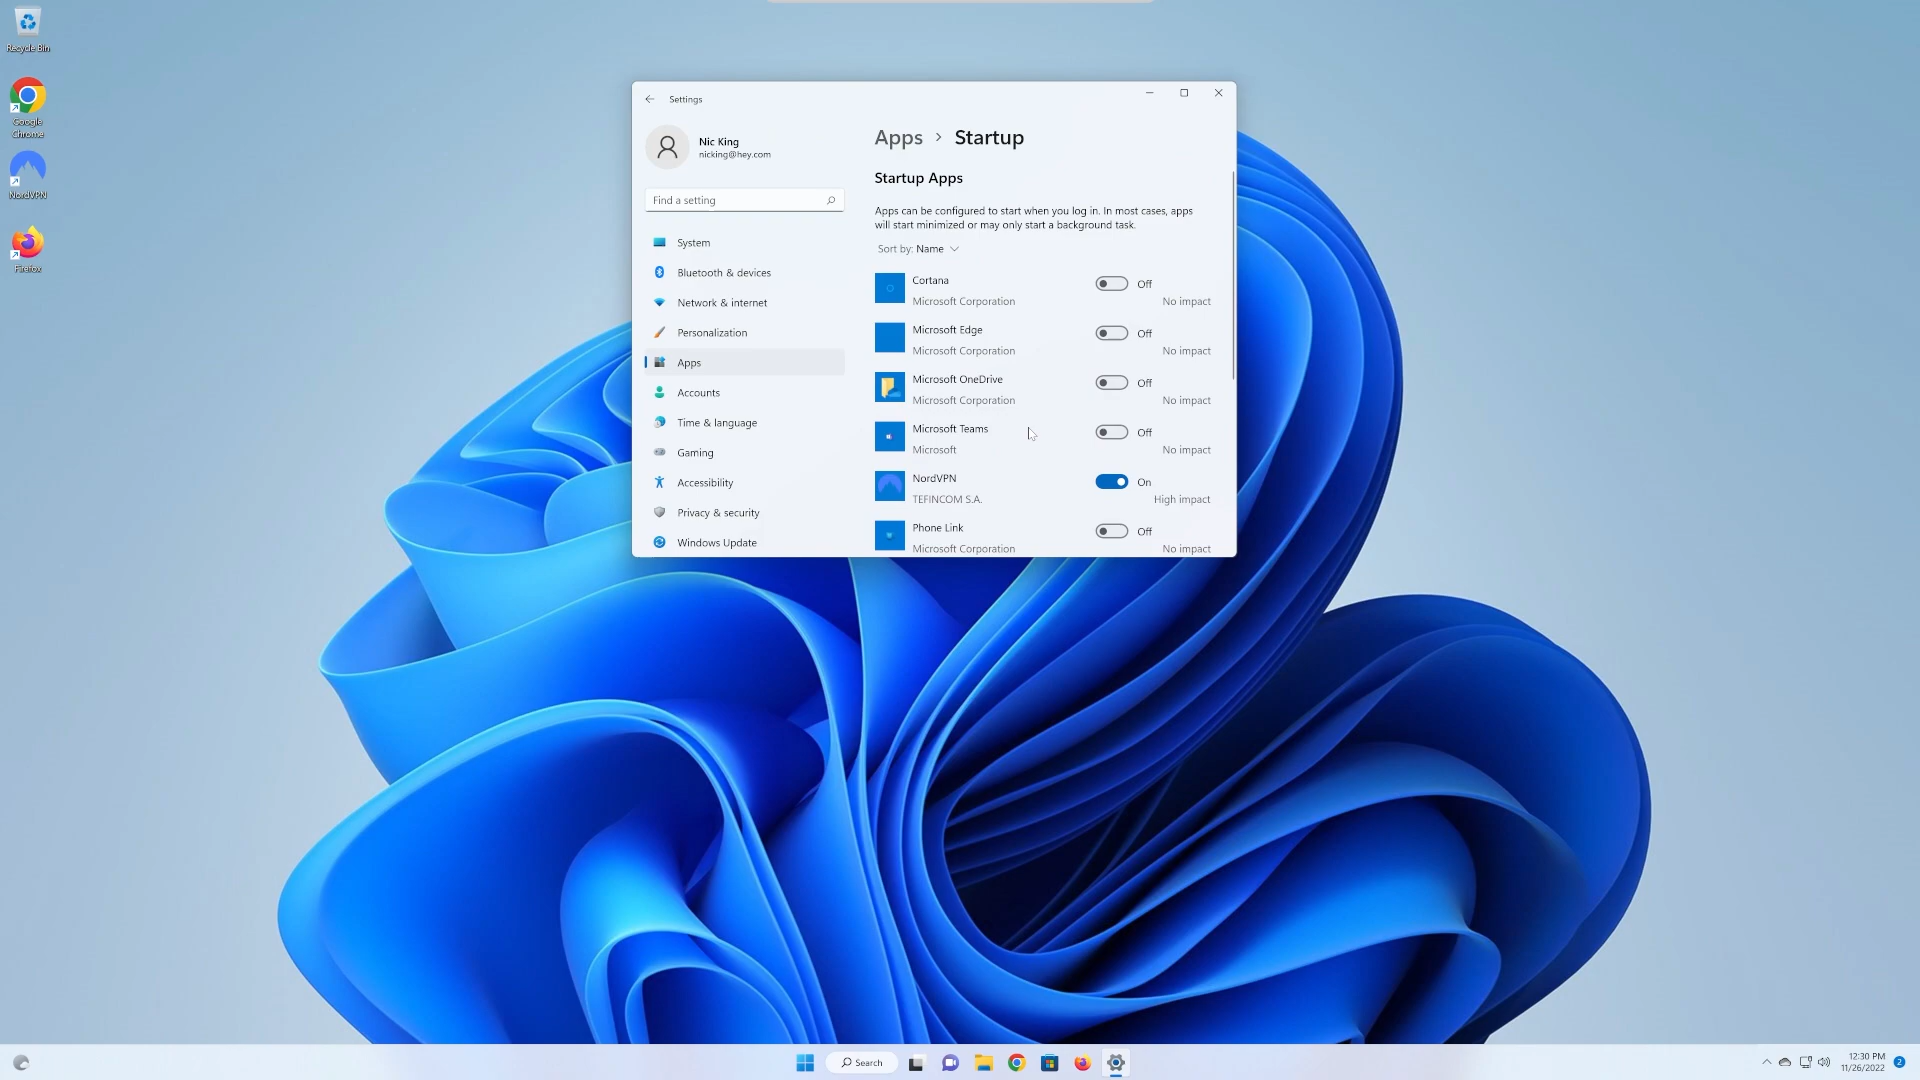 Recycle Bin
Google
Chrome
NordVPN
Firefox
Settings
Nic King
nicking@hey.com
Find a setting
System
Bluetooth & devices
Network & internet
Personalization
Apps
Accounts
Time & language
Gaming
Accessibility
Privacy & security
Windows Update
Apps > Startup
Startup Apps
Apps can be configured to start when you log in. In most cases, apps
will start minimized or may only start a background task.
Sort by: Name
Cortana
Off
Microsoft Corporation
No impact
Microsoft Edge
Off
Microsoft Corporation
No impact
Microsoft OneDrive
Off
Microsoft Corporation
No impact
Microsoft Teams
Off
Microsoft
No impact
NordVPN
On
TEFINCOM S.A.
High impact
Phone Link
Off
Microsoft Corporation
No impact
Search
12:30 PM
11/26/2022
2